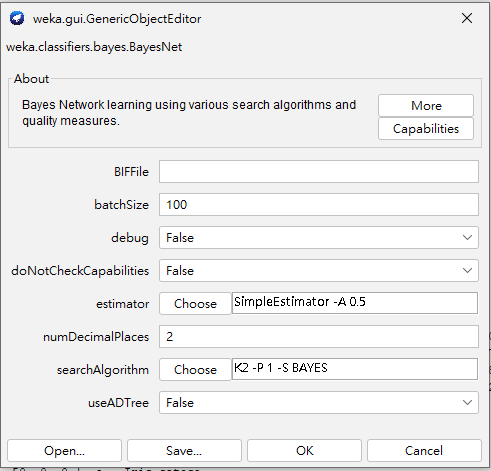 weka.gui.GenericObjectEditor
weka.classifiers.bayes.BayesNet
About
Bayes Network learning using various search algorithms and
quality measures.
More
Capabilities
BIFFile
batchSize 100
debug False
doNotCheckCapabilities False
estimator Choose SimpleEstimator -A 0.5
numDecimalPlaces 2
searchAlgorithm Choose K2 -P 1 -S BAYES
useADTree False
Open... Save... OK Cancel